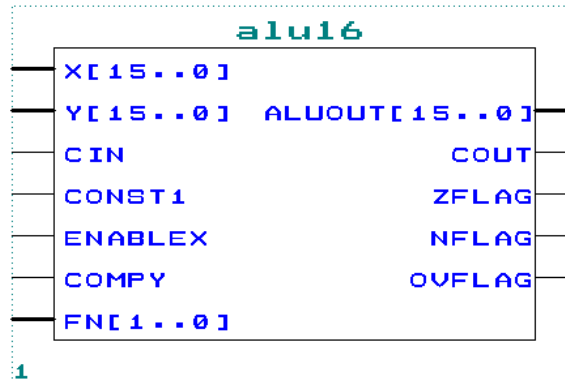 alu16
X[15..0]
Y[15..0] ALUOUT[15..0]
CIN COUT
CONST1 ZFLAG
ENABLEX NFLAG
COMPY OVFLAG
FN[1..0]
1